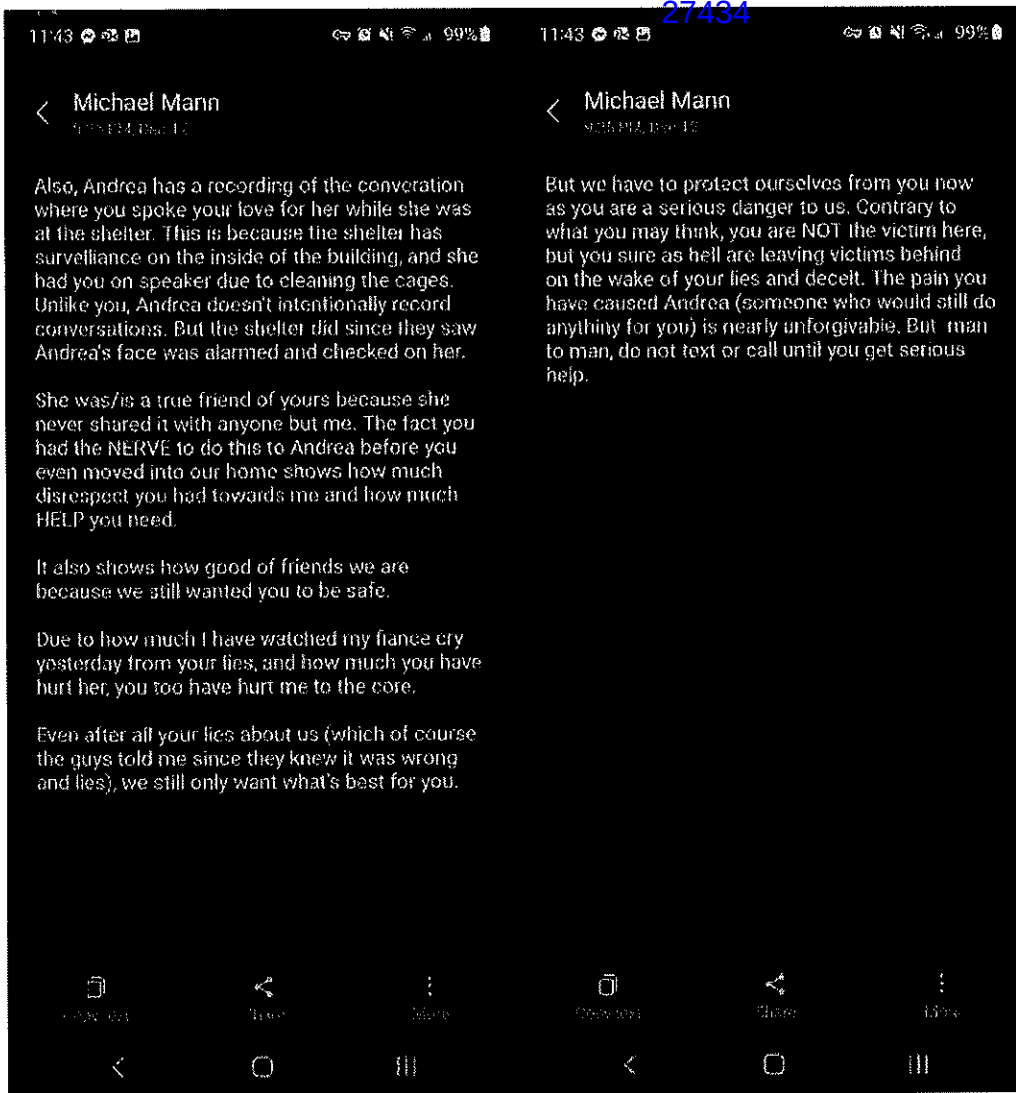 27434
11:43
99%
Michael Mann
Also, Andrea has a recording of the converation
where you spoke your love for her while she was
at the shelter. This is because the shelter has
survelliance on the inside of the building, and she
had you on speaker due to cleaning the cages.
Unlike you, Andrea doesn't intentionally record
conversations. But the shelter did since they saw
Andrea's face was alarmed and checked on her.
She was/is a true friend of yours because she
never shared it with anyone but me. The fact you
had the NERVE to do this to Andrea before you
even moved into our home shows how much
disrespect you had towards me and how much
HELP you need.
It also shows how good of friends we are
because we still wanted you to be safe.
Due to how much I have watched my fiance cry
yesterday from your lies, and how much you have
hurt her, you too have hurt me to the core.
Even after all your lies about us (which of course
the guys told me since they knew it was wrong
and lies), we still only want what's best for you.
Share
More
11:43
99%
Michael Mann
But we have to protect ourselves from you now
as you are a serious danger to us. Contrary to
what you may think, you are NOT the victim here,
but you sure as hell are leaving victims behind
on the wake of your lies and deceit. The pain you
have caused Andrea (someone who would still do
anything for you) is nearly unforgivable. But man
to man, do not text or call until you get serious
help.
Copy text
Share
More